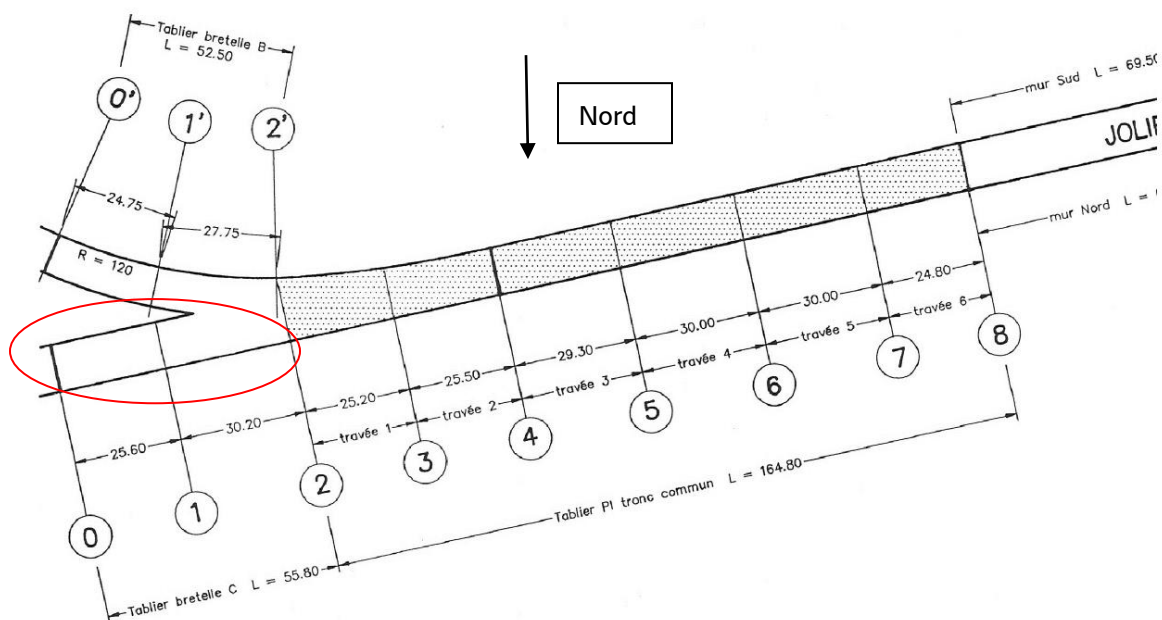 Tablier bretelle B
L = 52.50
Nord
mur Sud L = 69.50
0'
1'
2'
24.75
27.75
R = 120
JOLIE
mur Nord L =
25.60
30.20
25.20
25.50
29.30
30.00
30.00
24.80
travée 1
travée 2
travée 3
travée 4
travée 5
travée 6
0
1
2
3
4
5
6
7
8
Tablier bretelle C L = 55.80
Tablier PI tronc commun L = 164.80